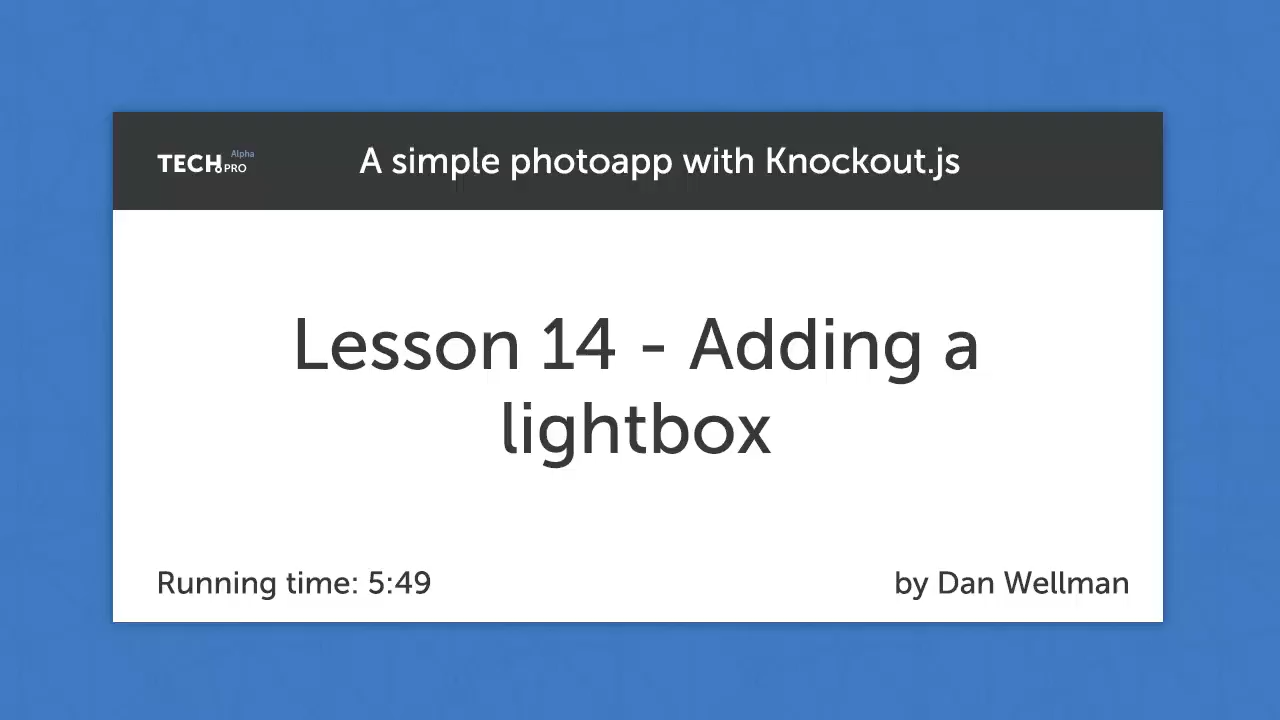 TECH.PRO Alpha
A simple photoapp with Knockout.js
Lesson 14 - Adding a
lightbox
Running time: 5:49
by Dan Wellman